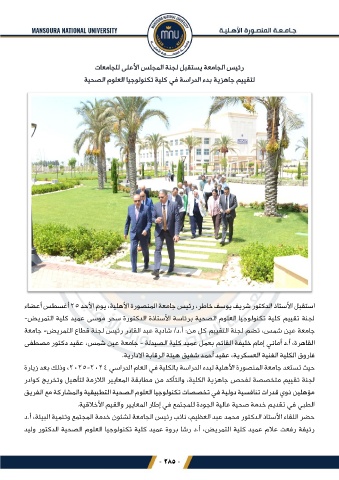 MANSOURA NATIONAL UNIVERSITY
جامعة المنصورة الأهلية
رئيس الجامعة يستقبل لجنة المجلس الأعلى للجامعات
لتقييم جاهزية بدء الدراسة في كلية تكنولوجيا العلوم الصحية
استقبل الأستاذ الدكتور شريف يوسف خاطر، رئيس جامعة المنصورة الأهلية، يوم الأحد ٢٥ أغسطس أعضاء
لجنة تقييم كلية تكنولوجيا العلوم الصحية برئاسة الأستاذة الدكتورة سحر موسى عميد كلية التمريض-
جامعة عين شمس، تضم لجنة التقييم كل من: أ.د/ شادية عبد القادر رئيس لجنة قطاع التمريض- جامعة
القاهرة، أ.د أماني إمام خليفة القائم بعمل عميد كلية الصيدلة – جامعة عين شمس، عقيد دكتور مصطفى
فاروق الكلية الفنية العسكرية، عقيد أحمد شفيق هيئة الرقابة الإدارية.
حيث تستعد جامعة المنصورة الأهلية لبدء الدراسة بالكلية في العام الدراسي ٢٠٢٤-٢٠٢٥، وذلك بعد زيارة
لجنة تقييم متخصصة لفحص جاهزية الكلية، والتأكد من مطابقة المعايير اللازمة لتأهيل وتخريج كوادر
مؤهلين ذوي قدرات تنافسية دولية في تخصصات تكنولوجيا العلوم الصحية التطبيقية والمشاركة مع الفريق
الطبي في تقديم خدمة صحية عالية الجودة للمجتمع في إطار المعايير والقيم الأخلاقية.
حضر اللقاء الأستاذ الدكتور محمد عبد العظيم، نائب رئيس الجامعة لشئون خدمة المجتمع وتنمية البيئة، أ.د
رئيفة رفعت علام عميد كلية التمريض، أ.د رشا بروة عميد كلية تكنولوجيا العلوم الصحية الدكتور وليد
- ٢٨٥ -